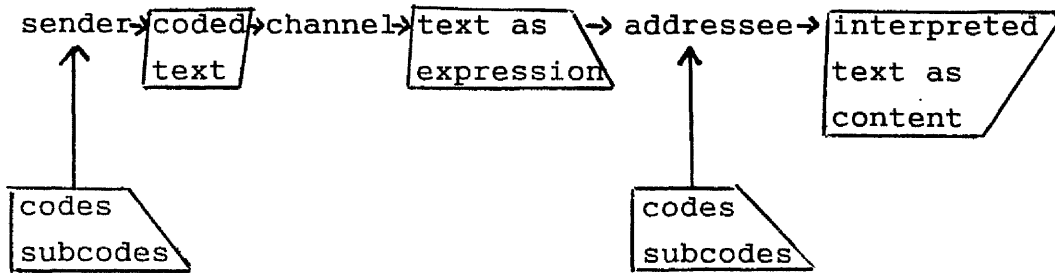 sender coded channel text as addressee interpreted
text expression text as
content
codes codes
subcodes subcodes